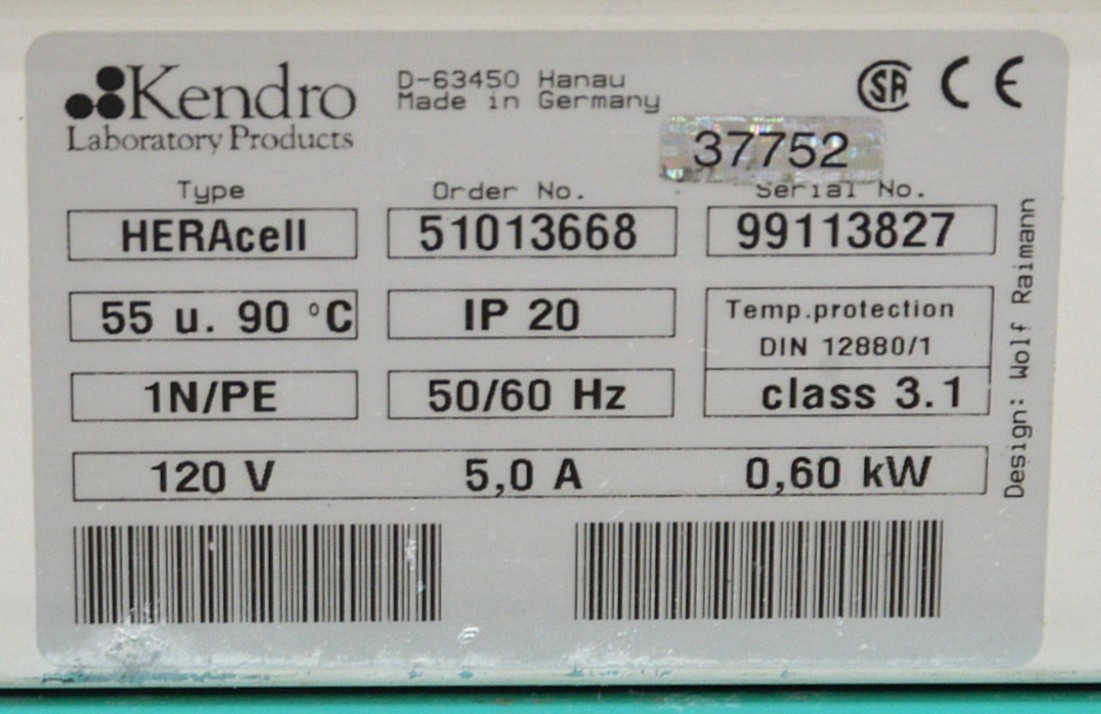 Kendro
Laboratory Products
D-63450 Hanau
Made in Germany
SA CE
37752
Type Order No. Serial No.
HERAcell 51013668 99113827
55 u. 90 °C IP 20 Temp.protection
DIN 12880/1
1N/PE 50/60 Hz class 3.1
120 V 5,0 A 0,60 kW
Design: Wolf Raimann